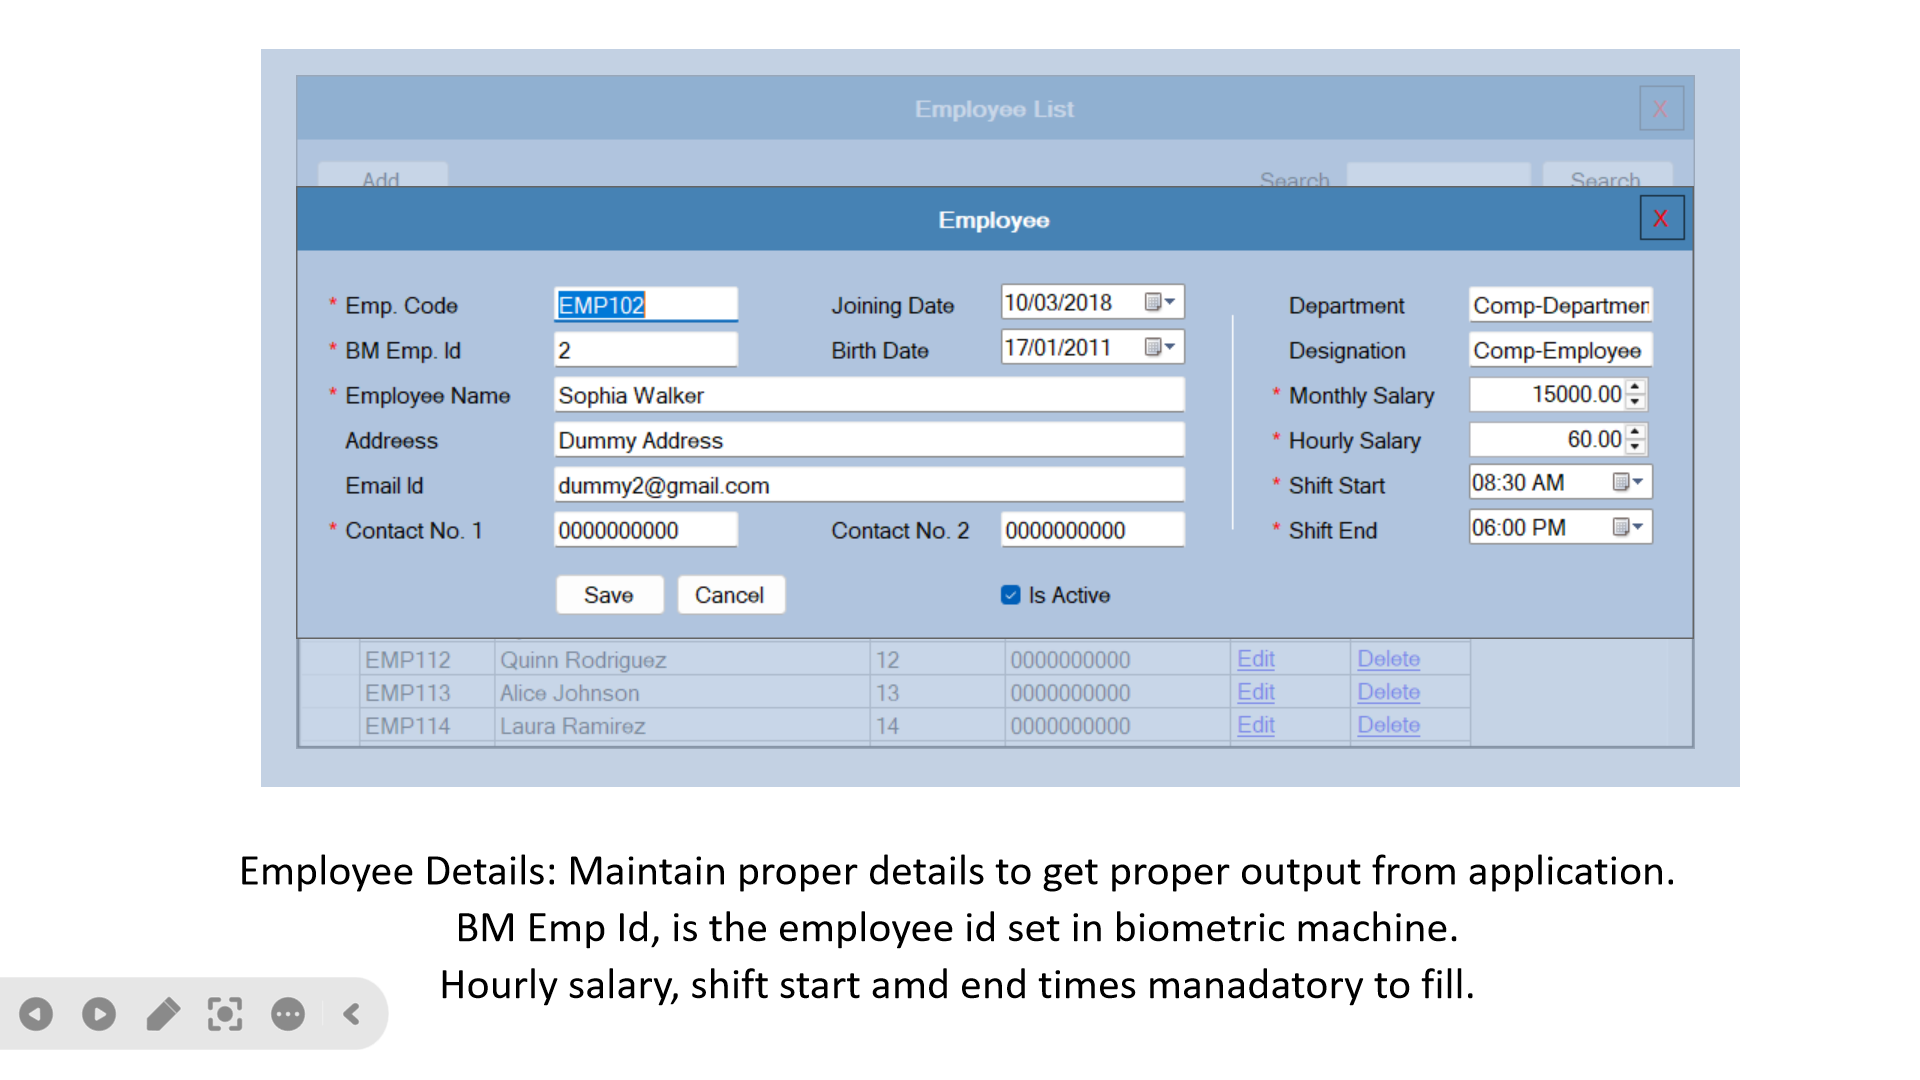 Employee List X
Add Search Search
Employee X
* Emp. Code EMP102 Joining Date 10/03/2018 Department Comp-Departmen
* BM Emp. Id 2 Birth Date 17/01/2011 Designation Comp-Employee
* Employee Name Sophia Walker * Monthly Salary 15000.00
Addreess Dummy Address * Hourly Salary 60.00
Email Id dummy2@gmail.com * Shift Start 08:30 AM
* Contact No. 1 0000000000 Contact No. 2 0000000000 * Shift End 06:00 PM
Save Cancel Is Active
EMP112 Quinn Rodriguez 12 0000000000 Edit Delete
EMP113 Alice Johnson 13 0000000000 Edit Delete
EMP114 Laura Ramirez 14 0000000000 Edit Delete
Employee Details: Maintain proper details to get proper output from application.
BM Emp Id, is the employee id set in biometric machine.
Hourly salary, shift start amd end times manadatory to fill.